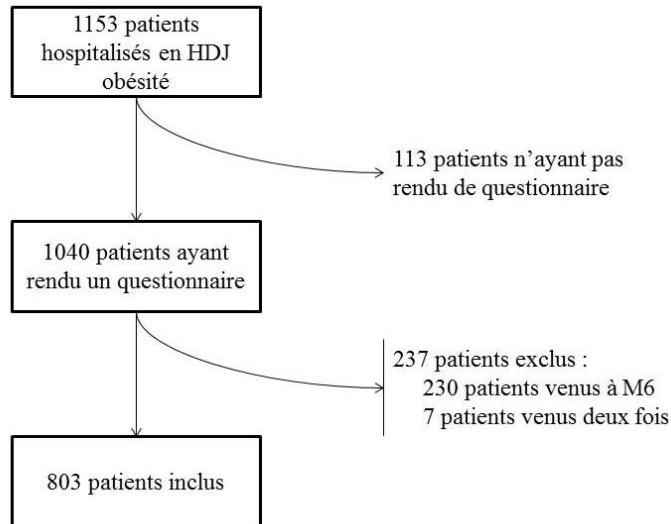 1153 patients
hospitalisés en HDJ
obésité
113 patients n’ayant pas
rendu de questionnaire
1040 patients ayant
rendu un questionnaire
237 patients exclus :
230 patients venus à M6
7 patients venus deux fois
803 patients inclus